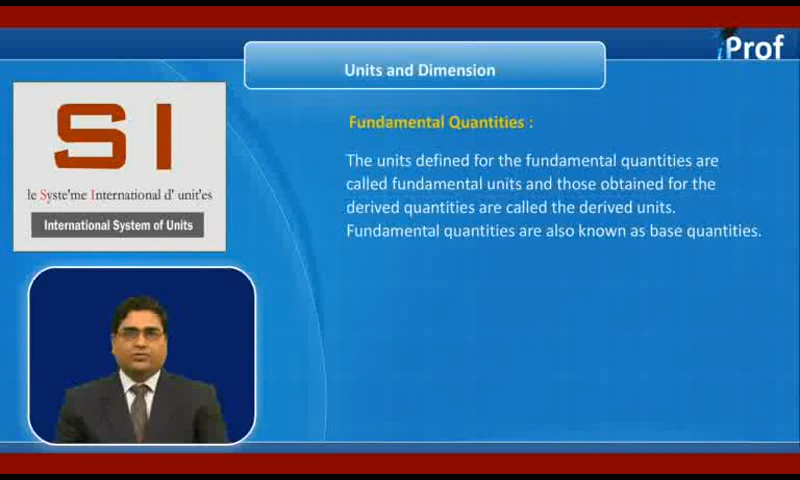 iProf
Units and Dimension
SI
le Syste'me International d' unit'es
International System of Units
Fundamental Quantities :
The units defined for the fundamental quantities are
called fundamental units and those obtained for the
derived quantities are called the derived units.
Fundamental quantities are also known as base quantities.